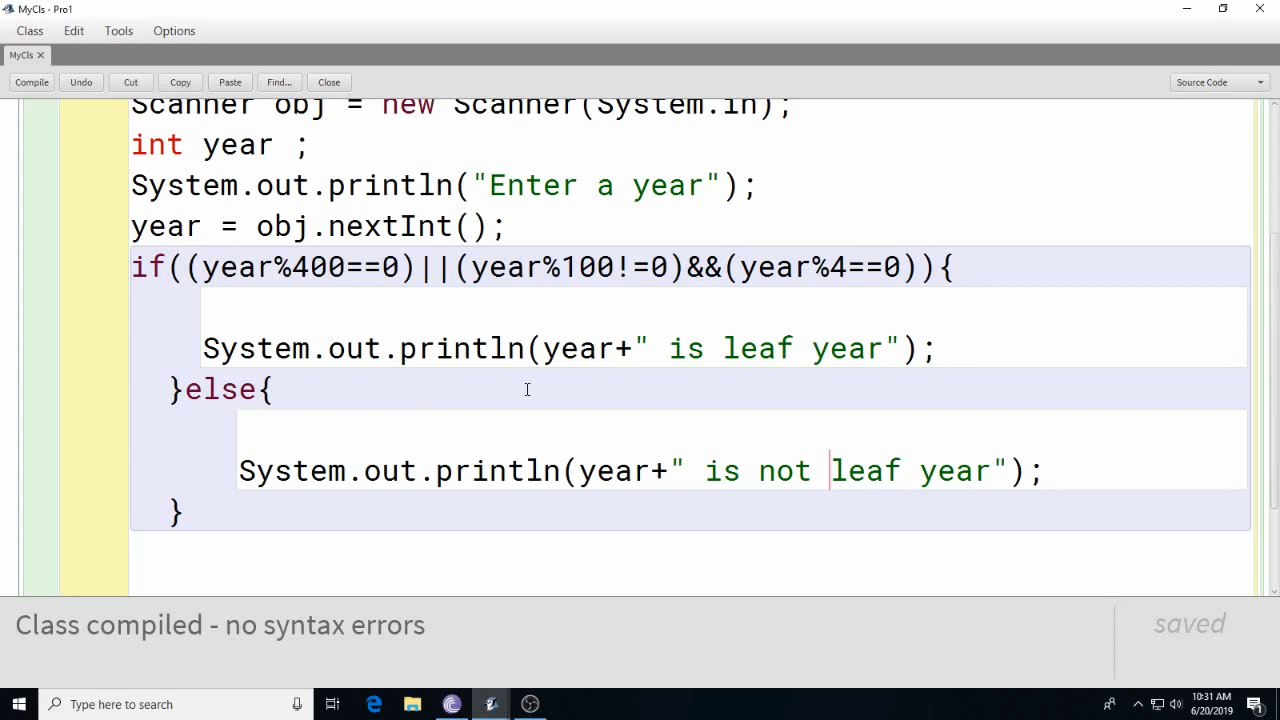 MyCls - Pro1
Class Edit Tools Options
MyCls ×
Compile Undo Cut Copy Paste Find... Close Source Code
Scanner obj = new Scanner(System.in);
int year ;
System.out.println("Enter a year");
year = obj.nextInt();
if((year%400==0)||(year%100!=0)&&(year%4==0)){
System.out.println(year+" is leaf year");
}else{
System.out.println(year+" is not leaf year");
}
Class compiled - no syntax errors
saved
Type here to search
10:31 AM
6/20/2019
1